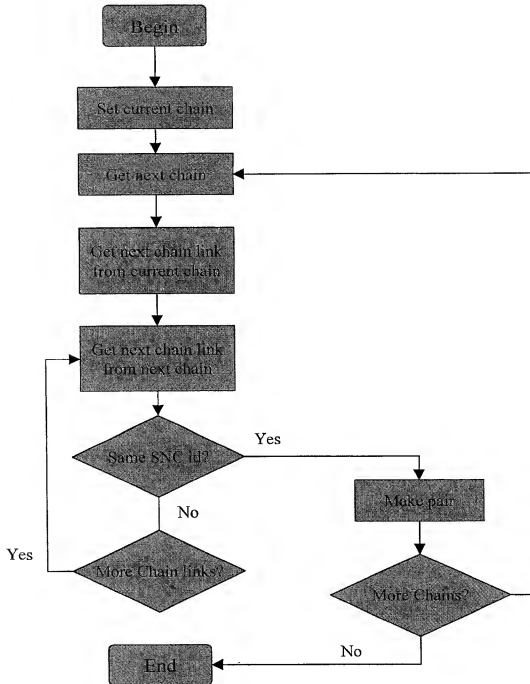 Begin
Set current chain
Get next chain
Get next chain link
from current chain
Get next chain link
from next chain
Same SNC id?
Yes
Make pair
No
More Chain links?
Yes
More Chains?
No
End